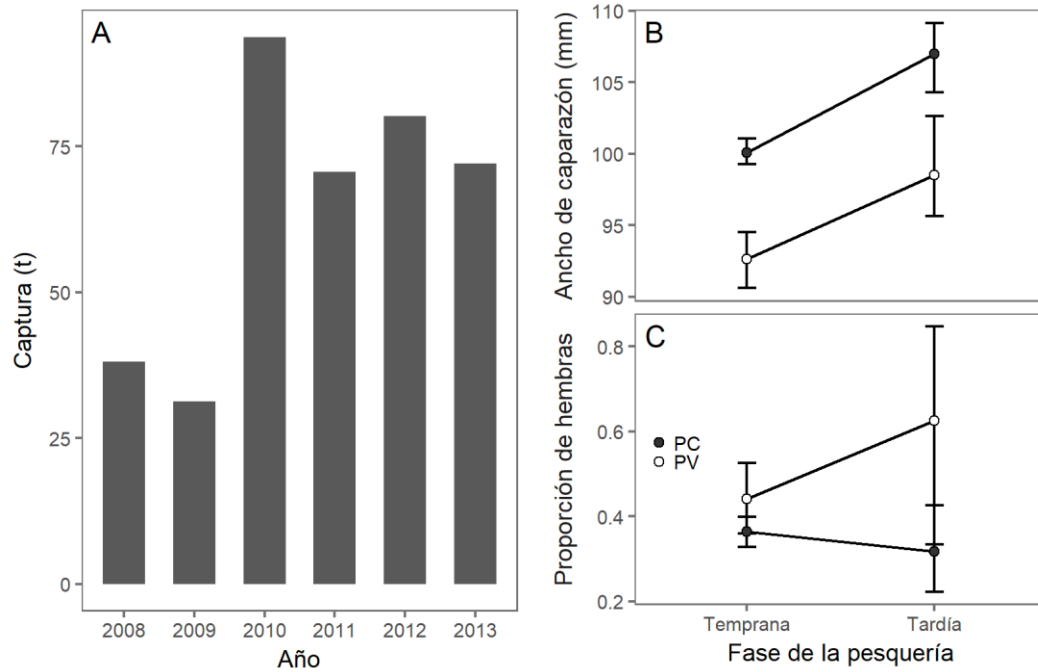 A
Captura (t)
75
50
25
0
2008 2009 2010 2011 2012 2013
Año
B
Ancho de caparazón (mm)
110
105
100
95
90
C
Proporción de hembras
0.8
0.6
0.4
0.2
PC
PV
Temprana Tardía
Fase de la pesquería